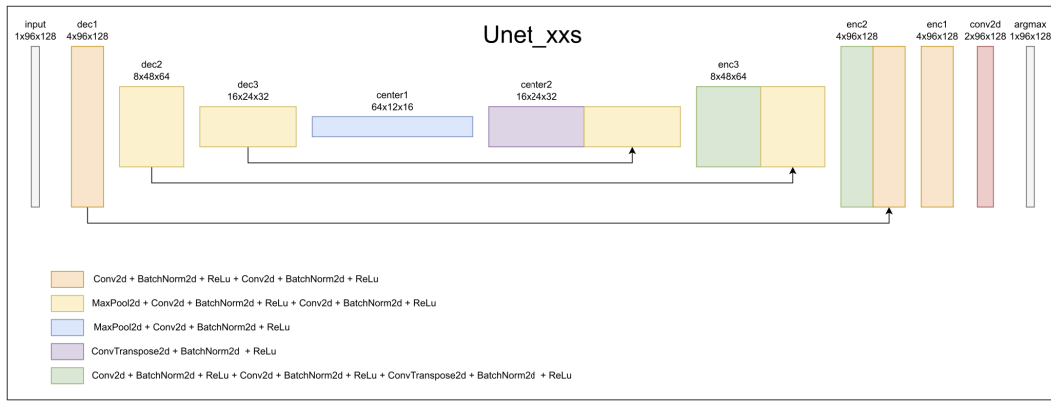 Unet_xxs
input
1x96x128
dec1
4x96x128
dec2
8x48x64
dec3
16x24x32
center1
64x12x16
center2
16x24x32
enc3
8x48x64
enc2
4x96x128
enc1
4x96x128
conv2d
2x96x128
argmax
1x96x128
Conv2d + BatchNorm2d + ReLu + Conv2d + BatchNorm2d + ReLu
MaxPool2d + Conv2d + BatchNorm2d + ReLu + Conv2d + BatchNorm2d + ReLu
MaxPool2d + Conv2d + BatchNorm2d + ReLu
ConvTranspose2d + BatchNorm2d + ReLu
Conv2d + BatchNorm2d + ReLu + Conv2d + BatchNorm2d + ReLu + ConvTranspose2d + BatchNorm2d + ReLu